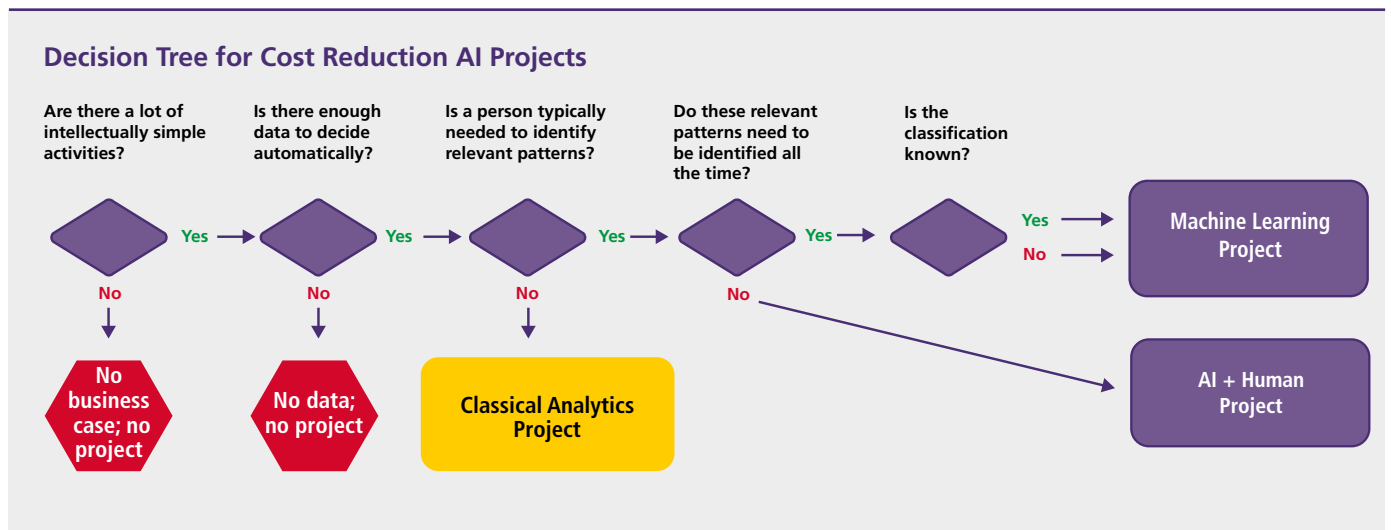 Decision Tree for Cost Reduction AI Projects
Are there a lot of
intellectually simple
activities?
Is there enough
data to decide
automatically?
Is a person typically
needed to identify
relevant patterns?
Do these relevant
patterns need to
be identified all
the time?
Is the
classification
known?
Yes
Yes
Yes
Yes
Yes
No
Machine Learning
Project
No
No
No
No
No
business
case; no
project
No data;
no project
Classical Analytics
Project
AI + Human
Project